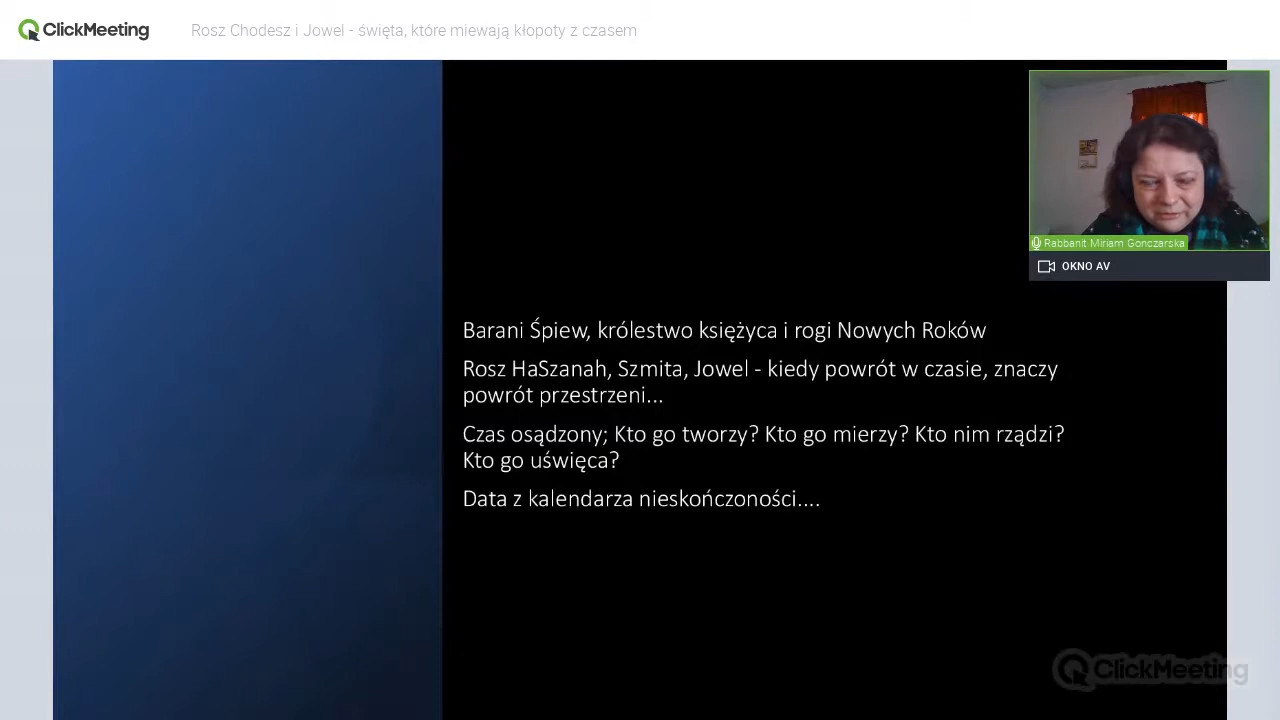 ClickMeeting
Rosz Chodesz i Jowel - święta, które miewają kłopoty z czasem
Rabbanit Miriam Gonczarska
OKNO AV
Barani Śpiew, królestwo księżyca i rogi Nowych Roków
Rosz HaSzanah, Szmita, Jowel - kiedy powrót w czasie, znaczy
powrót przestrzeni...
Czas osądzony; Kto go tworzy? Kto go mierzy? Kto nim rządzi?
Kto go uświęca?
Data z kalendarza nieskończoności....
ClickMeeting